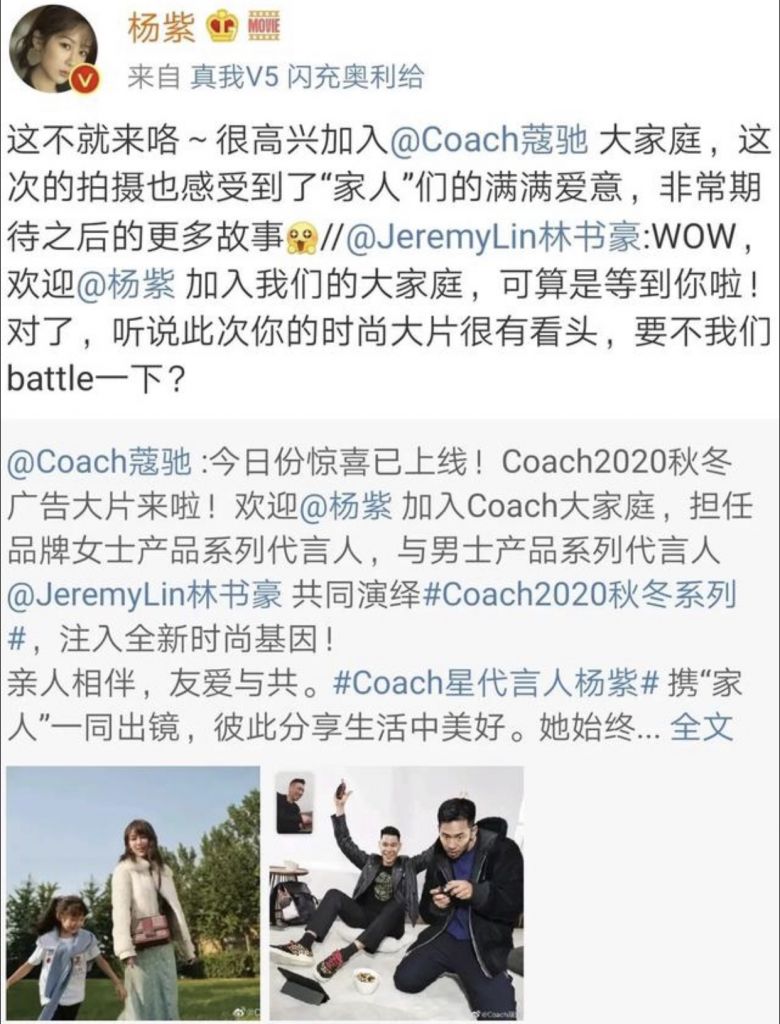 杨紫 MOVIE
来自 真我V5 闪充奥利给
这不就来咯～很高兴加入@Coach蔻驰 大家庭，这
次的拍摄也感受到了“家人”们的满满爱意，非常期
待之后的更多故事//@JeremyLin林书豪:WOW，
欢迎@杨紫 加入我们的大家庭，可算是等到你啦！
对了，听说此次你的时尚大片很有看头，要不我们
battle一下？
@Coach蔻驰 :今日份惊喜已上线！Coach2020秋冬
广告大片来啦！欢迎@杨紫 加入Coach大家庭，担任
品牌女士产品系列代言人，与男士产品系列代言人
@JeremyLin林书豪 共同演绎#Coach2020秋冬系列
#，注入全新时尚基因！
亲人相伴，友爱与共。#Coach星代言人杨紫# 携“家
人”一同出镜，彼此分享生活中美好。她始终... 全文